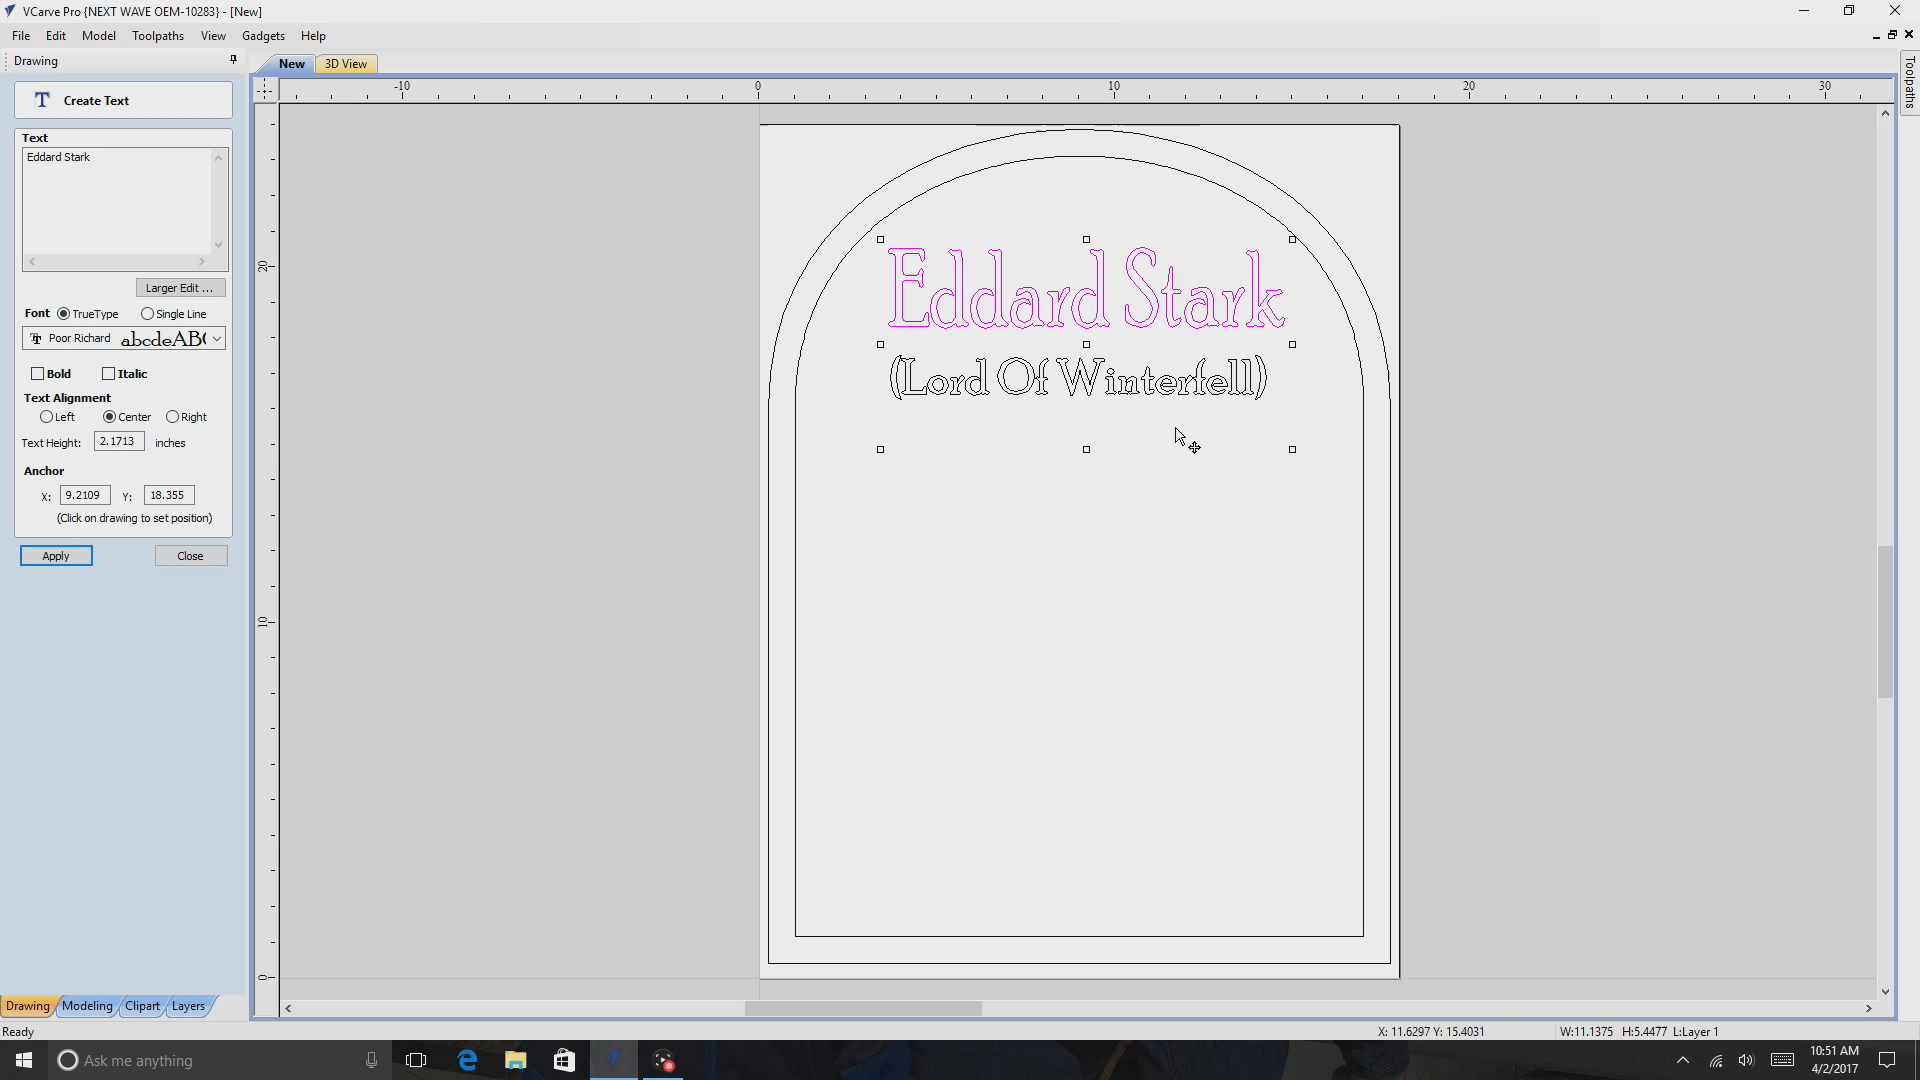 VCarve Pro {NEXT WAVE OEM-10283} - [New]
File Edit Model Toolpaths View Gadgets Help
Drawing
New 3D View
Toolpaths
T Create Text
Text
Eddard Stark
Larger Edit ...
Font TrueType Single Line
Poor Richard abcdeABC
Bold Italic
Text Alignment
Left Center Right
Text Height: 2.1713 inches
Anchor
X: 9.2109 Y: 18.355
(Click on drawing to set position)
Apply Close
-10 0 10 20 30
20
10
0
Eddard Stark
(Lord Of Winterfell)
Drawing Modeling Clipart Layers
Ready
X: 11.6297 Y: 15.4031 W:11.1375 H:5.4477 L:Layer 1
Ask me anything
10:51 AM
4/2/2017